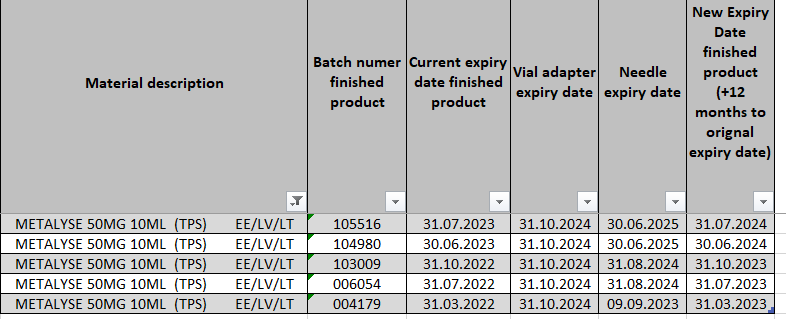 Material description
Batch numer finished product
Current expiry date finished product
Vial adapter expiry date
Needle expiry date
New Expiry Date finished product (+12 months to orignal expiry date)
METALYSE 50MG 10ML (TPS) EE/LV/LT 105516 31.07.2023 31.10.2024 30.06.2025 31.07.2024
METALYSE 50MG 10ML (TPS) EE/LV/LT 104980 30.06.2023 31.10.2024 30.06.2025 30.06.2024
METALYSE 50MG 10ML (TPS) EE/LV/LT 103009 31.10.2022 31.10.2024 31.08.2024 31.10.2023
METALYSE 50MG 10ML (TPS) EE/LV/LT 006054 31.07.2022 31.10.2024 31.08.2024 31.07.2023
METALYSE 50MG 10ML (TPS) EE/LV/LT 004179 31.03.2022 31.10.2024 09.09.2023 31.03.2023